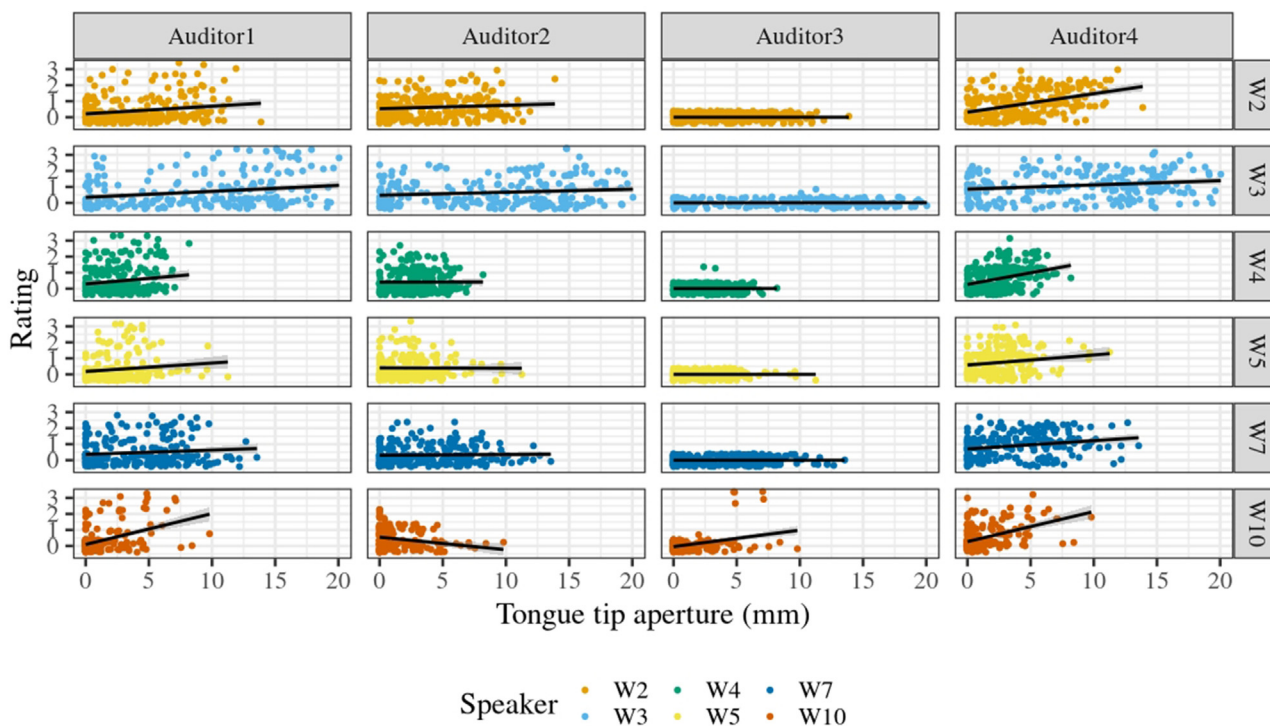 Auditor1 Auditor2 Auditor3 Auditor4
3
2
1
0
W2
3
2
1
0
W3
3
2
1
0
W4
3
2
1
0
W5
3
2
1
0
W7
3
2
1
0
W10
Rating
0 5 10 15 20 0 5 10 15 20 0 5 10 15 20 0 5 10 15 20
Tongue tip aperture (mm)
Speaker W2 W4 W7
W3 W5 W10